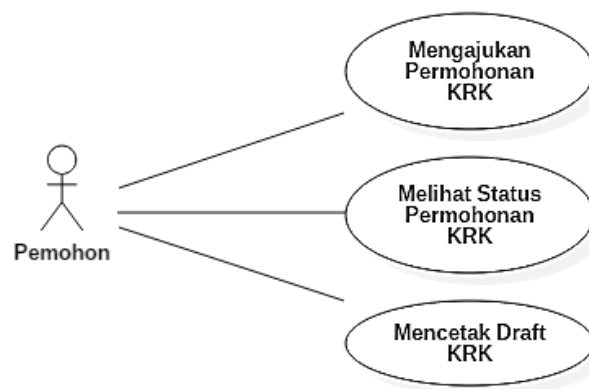 Mengajukan
Permohonan
KRK
Pemohon
Melihat Status
Permohonan
KRK
Mencetak Draft
KRK